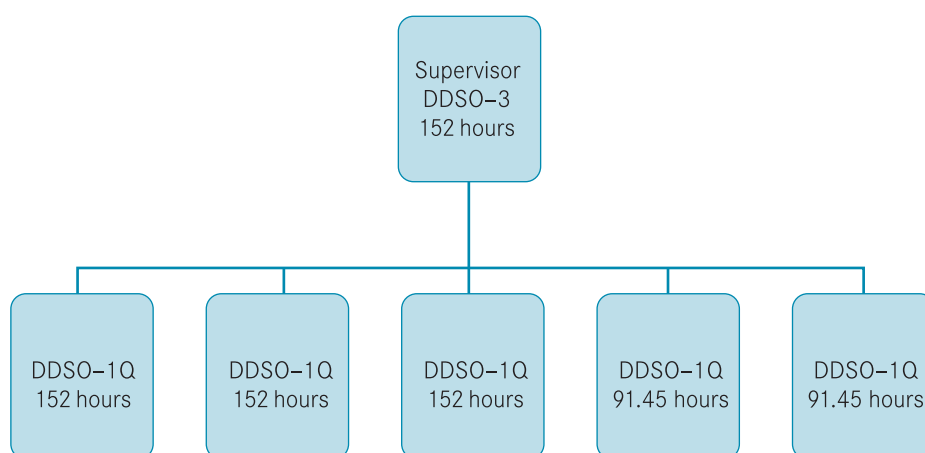 Supervisor
DDSO–3
152 hours
DDSO–1Q
152 hours
DDSO–1Q
152 hours
DDSO–1Q
152 hours
DDSO–1Q
91.45 hours
DDSO–1Q
91.45 hours